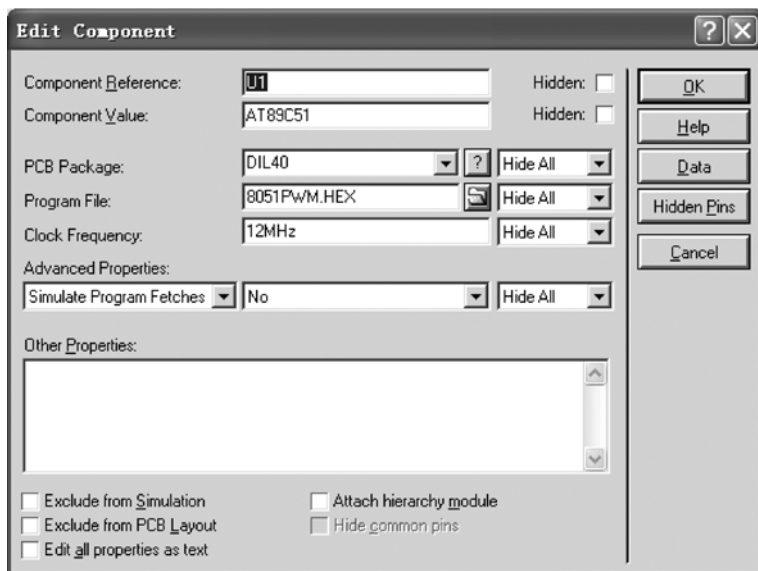 Edit Component
Component Reference: U1 Hidden: OK
Component Value: AT89C51 Hidden: Help
PCB Package: DIL40 ? Hide All Data
Program File: 8051PWM.HEX Hide All Hidden Pins
Clock Frequency: 12MHz Hide All
Cancel
Advanced Properties:
Simulate Program Fetches No Hide All
Other Properties:
Exclude from Simulation Attach hierarchy module
Exclude from PCB Layout Hide common pins
Edit all properties as text